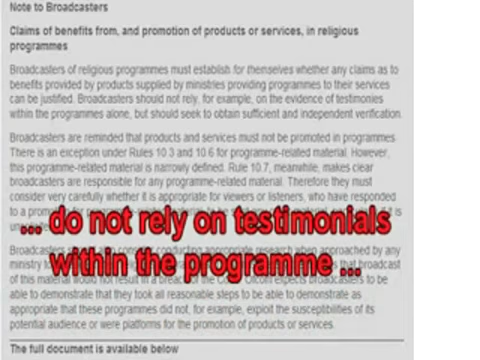 Note to Broadcasters
Claims of benefits from, and promotion of products or services, in religious
programmes
Broadcasters of religious programmes must establish for themselves whether any claims as to
benefits provided by products supplied by ministries providing programmes to their services
can be justified. Broadcasters should not rely, for example, on the evidence of testimonies
within the programmes alone, but should seek to obtain sufficient and independent verification.
Broadcasters are reminded that products and services must not be promoted in programmes
There is an exception under Rules 10.3 and 10.6 for programme-related material. However,
this programme-related material is narrowly defined. Rule 10.7, meanwhile, makes clear
broadcasters are responsible for any programme-related material. Therefore they must
consider very carefully whether it is appropriate for viewers or listeners, who have responded
to a
... do not rely on testimonials
Broadcasters conducting appropriate research when approached by any
ministry to
within the programme ...
that broadcast
of this material would not result in a breach of the Code. Ofcom expects broadcasters to be
able to demonstrate that they took all reasonable steps to be able to demonstrate as
appropriate that these programmes did not, for example, exploit the susceptibilities of its
potential audience or were platforms for the promotion of products or services.
The full document is available below